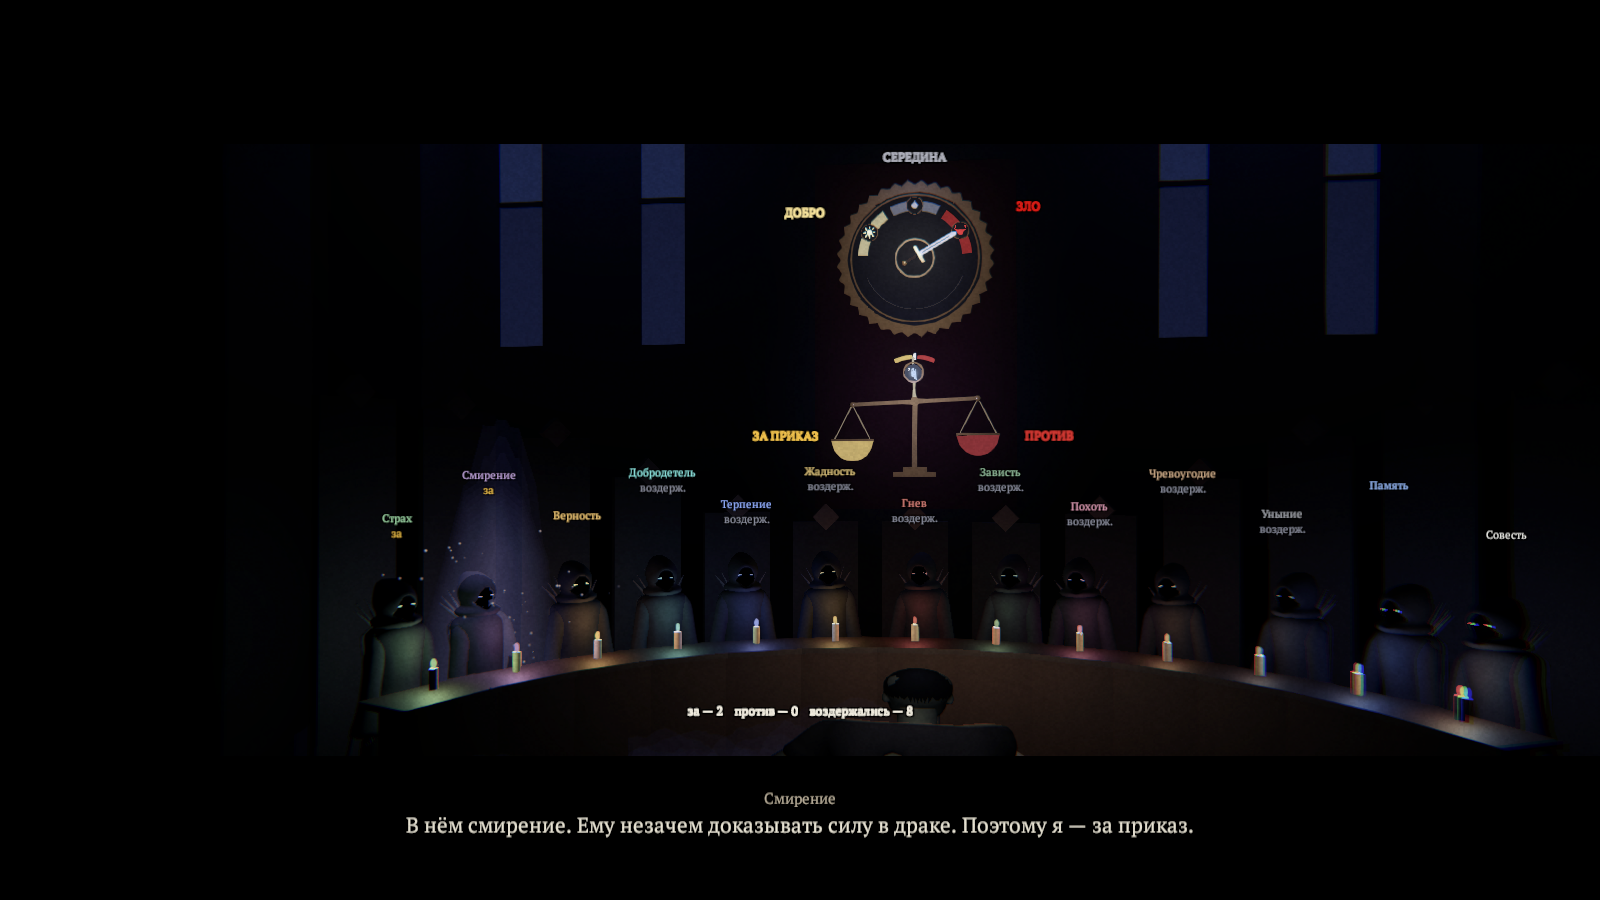 СЕРЕДИНА
ДОБРО
ЗЛО
ЗА ПРИКАЗ
ПРОТИВ
Смирение
за
Добродетель
воздерж.
Жадность
воздерж.
Зависть
воздерж.
Чревоугодие
воздерж.
Память
Страх
за
Верность
Терпение
воздерж.
Гнев
воздерж.
Похоть
воздерж.
Уныние
воздерж.
Совесть
за — 2 против — 0 воздержались — 8
Смирение
В нём смирение. Ему незачем доказывать силу в драке. Поэтому я — за приказ.